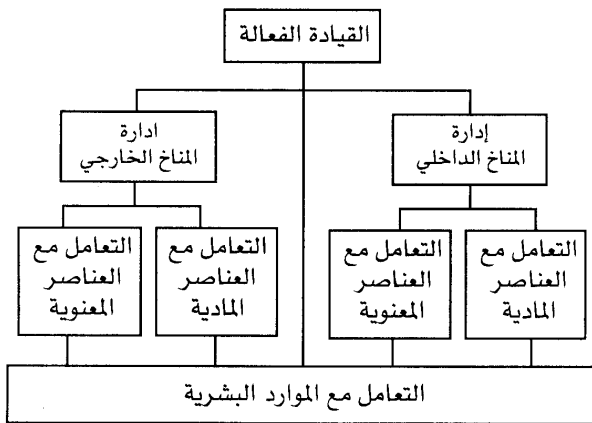 القيادة الفعالة
إدارة
المناخ الداخلي
ادارة
المناخ الخارجي
التعامل مع
العناصر
المادية
التعامل مع
العناصر
المعنوية
التعامل مع
العناصر
المادية
التعامل مع
العناصر
المعنوية
التعامل مع الموارد البشرية